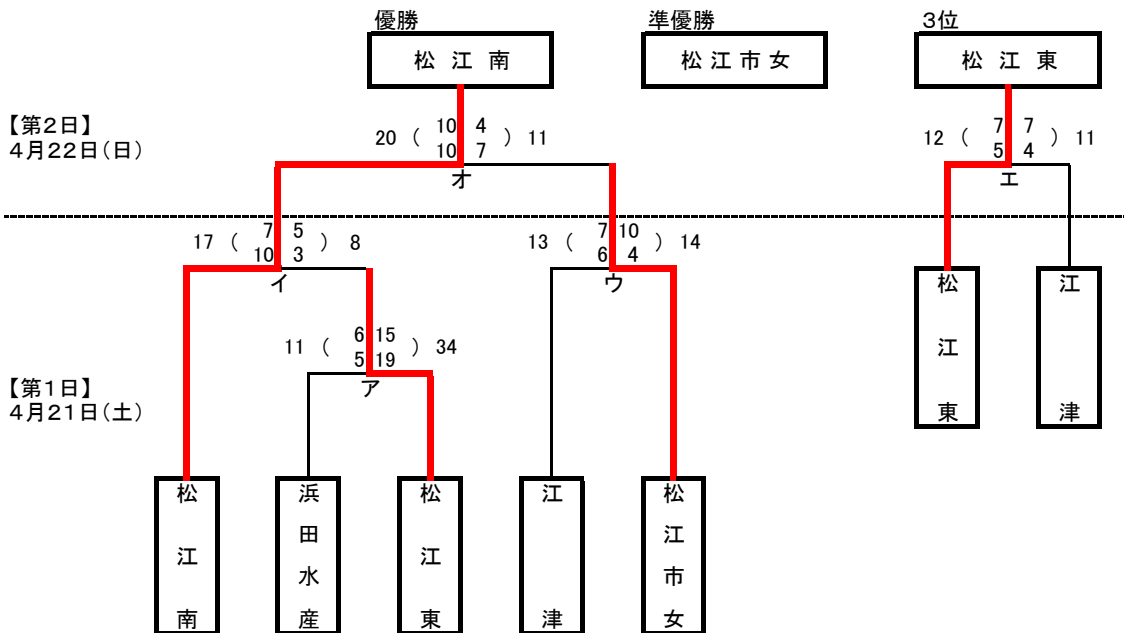 優勝 準優勝 3位
松江南 松江市女 松江東
【第2日】
4月22日(日)
20 ( 10 4 ) 11 12 ( 7 7 ) 11
10 7 5 4
オ エ
17 ( 7 5 ) 8 13 ( 7 10 ) 14
10 3 6 4
イ ウ
松江東 江津
11 ( 6 15 ) 34
5 19
ア
【第1日】
4月21日(土)
松江南 浜田水産 松江東 江津 松江市女